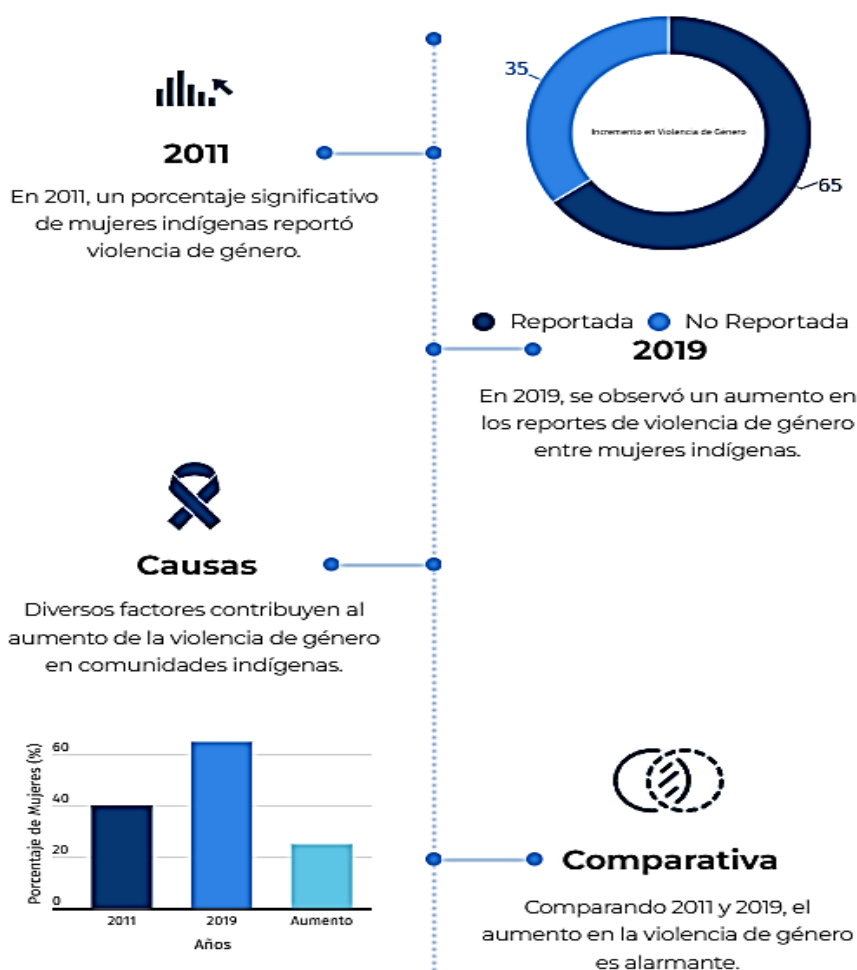 35
Incremento en Violencia de Género
65
2011
En 2011, un porcentaje significativo
de mujeres indígenas reportó
violencia de género.
Reportada No Reportada
2019
En 2019, se observó un aumento en
los reportes de violencia de género
entre mujeres indígenas.
Causas
Diversos factores contribuyen al
aumento de la violencia de género
en comunidades indígenas.
Porcentaje de Mujeres (%)
60
40
20
0
2011 2019 Aumento
Años
Comparativa
Comparando 2011 y 2019, el
aumento en la violencia de género
es alarmante.